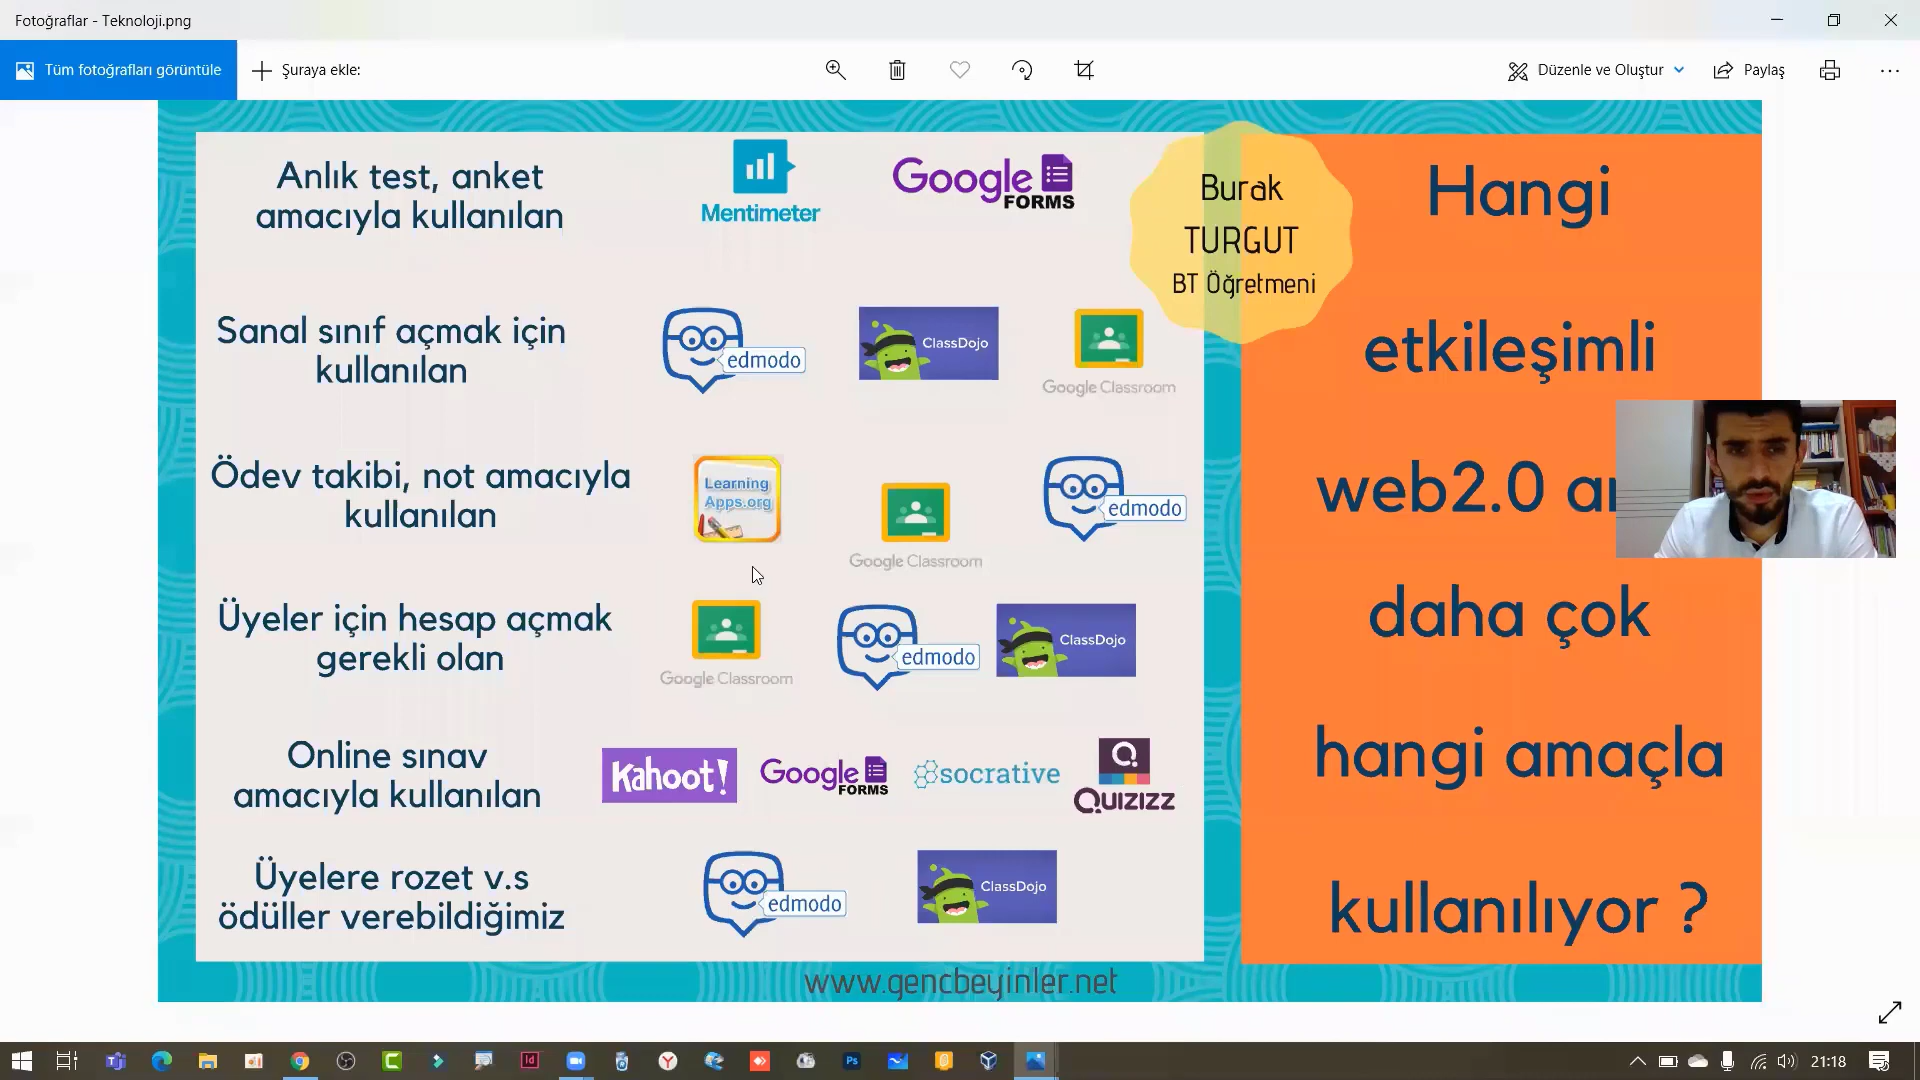 Fotoğraflar - Teknoloji.png
Tüm fotoğrafları görüntüle
Şuraya ekle:
Düzenle ve Oluştur
Paylaş
Anlık test, anket
amacıyla kullanılan
Mentimeter
Google
FORMS
Burak
TURGUT
BT Öğretmeni
Hangi
etkileşimli
web2.0
daha çok
hangi amaçla
kullanılıyor ?
Sanal sınıf açmak için
kullanılan
edmodo
ClassDojo
Google Classroom
Ödev takibi, not amacıyla
kullanılan
Learning
Apps.org
Google Classroom
edmodo
Üyeler için hesap açmak
gerekli olan
Google Classroom
edmodo
ClassDojo
Online sınav
amacıyla kullanılan
Kahoot!
Google
FORMS
socrative
Q
QUIZIZZ
Üyelere rozet v.s
ödüller verebildiğimiz
edmodo
ClassDojo
www.gencbeyinler.net
21:18